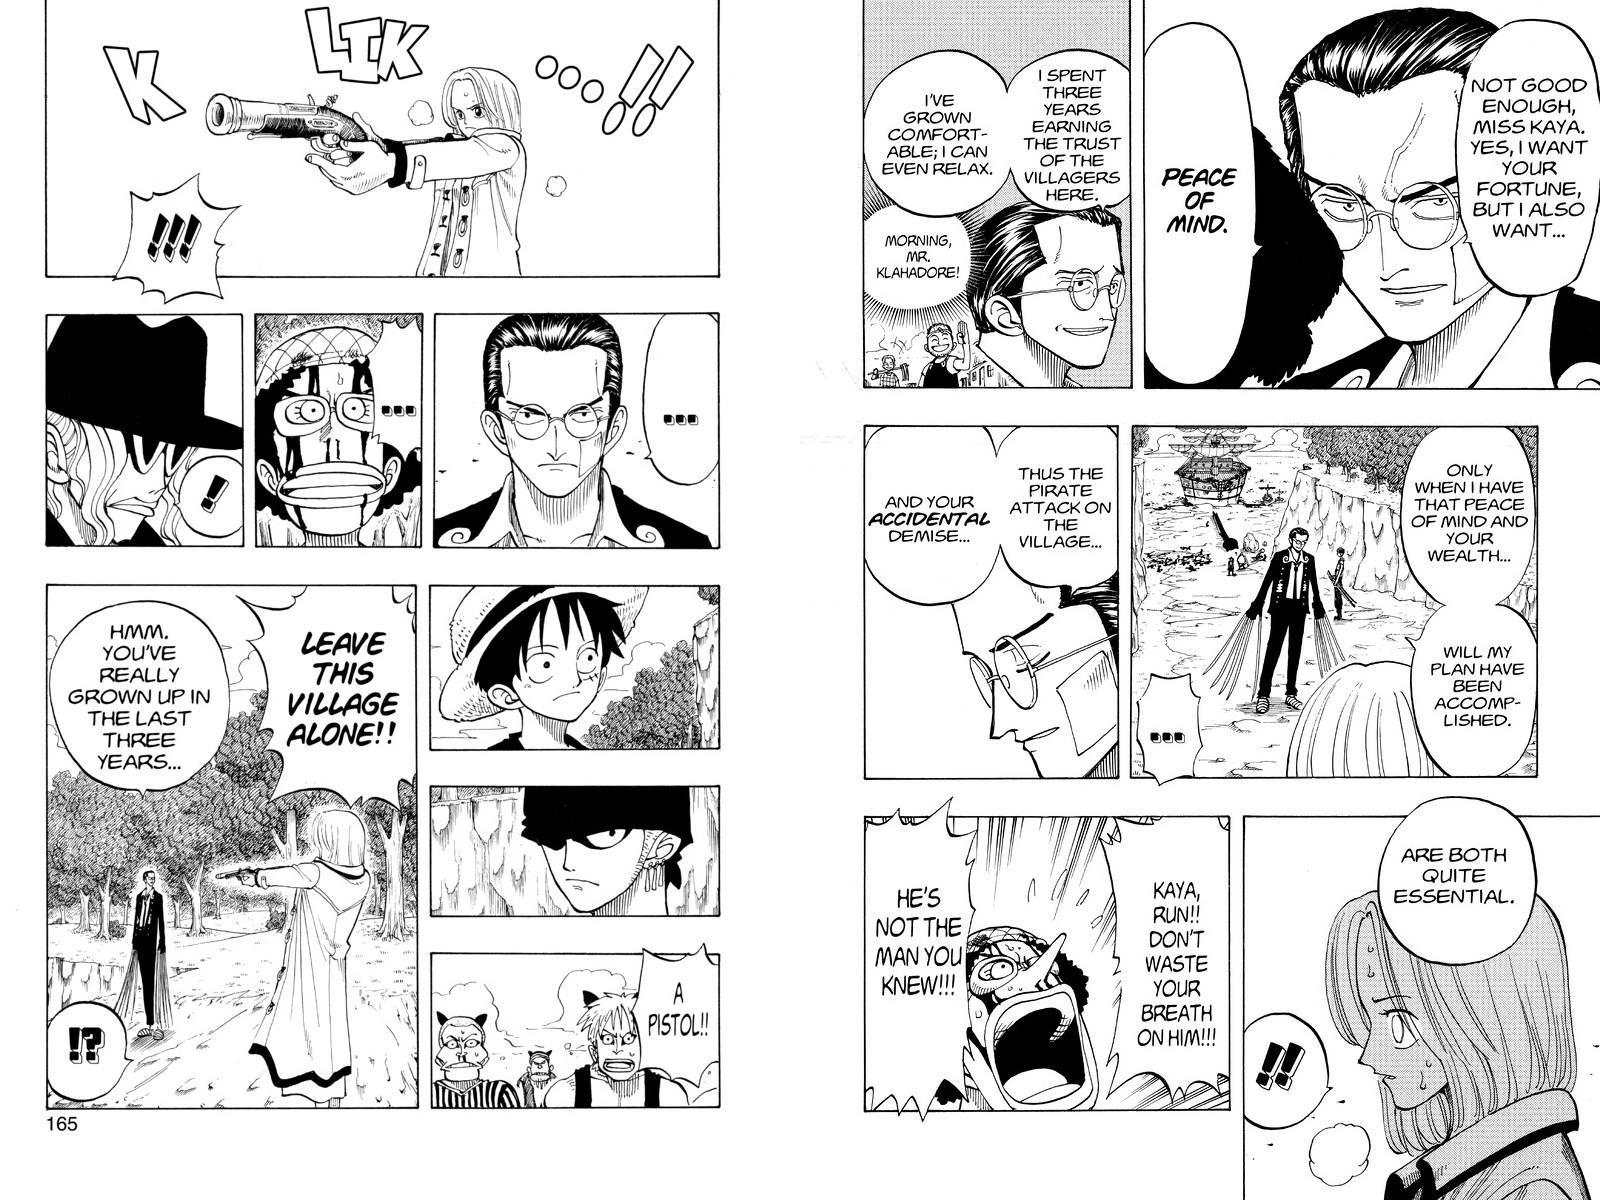 NOT GOOD
ENOUGH,
MISS KAYA.
YES, I WANT
YOUR
FORTUNE,
BUT I ALSO
WANT...
PEACE
OF
MIND.
I SPENT
THREE
YEARS
EARNING
THE TRUST
OF THE
VILLAGERS
HERE.
I'VE
GROWN
COMFORT-
ABLE; I CAN
EVEN RELAX.
MORNING,
MR.
KLAHADORE!
ONLY
WHEN I HAVE
THAT PEACE
OF MIND AND
YOUR
WEALTH...
WILL MY
PLAN HAVE
BEEN
ACCOMP-
LISHED.
...
THUS THE
PIRATE
ATTACK ON
THE
VILLAGE...
AND YOUR
ACCIDENTAL
DEMISE...
ARE BOTH
QUITE
ESSENTIAL.
!!
KAYA,
RUN!!
DON'T
WASTE
YOUR
BREATH
ON HIM!!!
HE'S
NOT THE
MAN YOU
KNEW!!!
K
LIK
...!!
!!!
...
...
!
LEAVE
THIS
VILLAGE
ALONE!!
HMM.
YOU'VE
REALLY
GROWN UP IN
THE LAST
THREE
YEARS...
!?
A
PISTOL!!
165